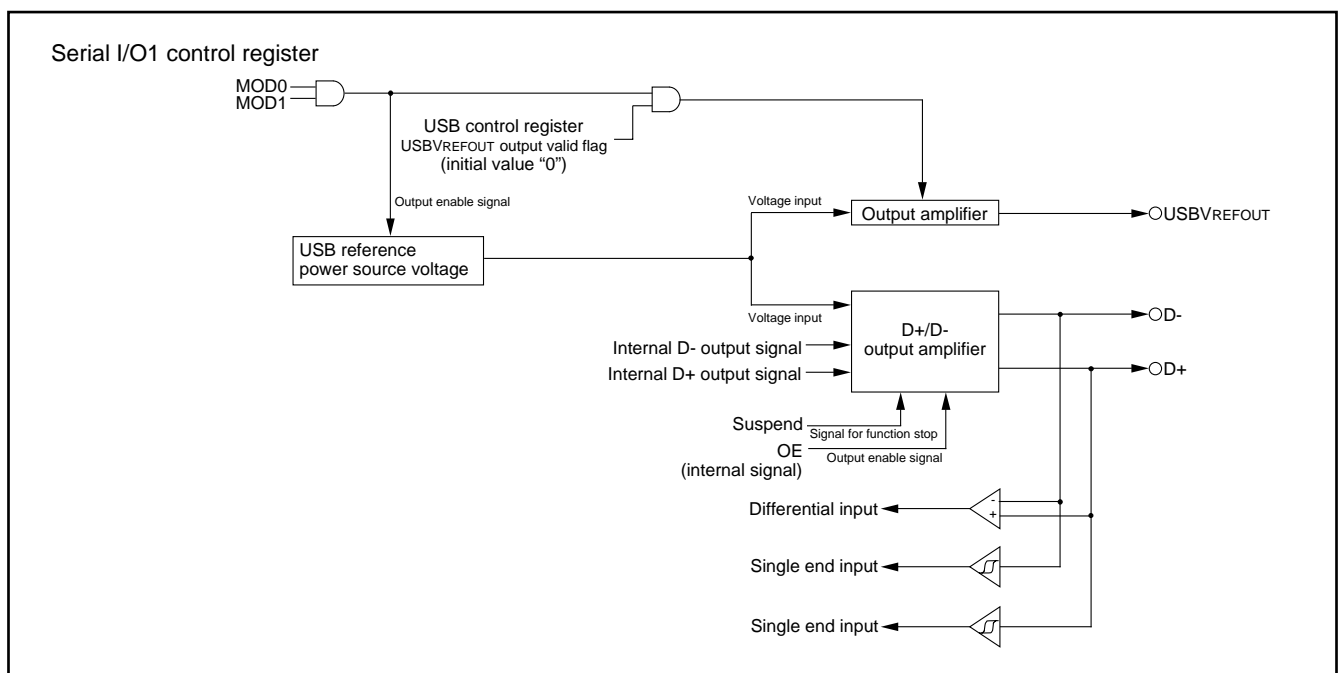 Serial I/O1 control register
MOD0
MOD1
USB control register
USBVREFOUT output valid flag
(initial value “0”)
Output enable signal
Voltage input
Output amplifier
USBVREFOUT
USB reference
power source voltage
Voltage input
D+/D-
output amplifier
D-
Internal D- output signal
Internal D+ output signal
D+
Suspend
Signal for function stop
OE
Output enable signal
(internal signal)
Differential input
-
+
Single end input
Single end input